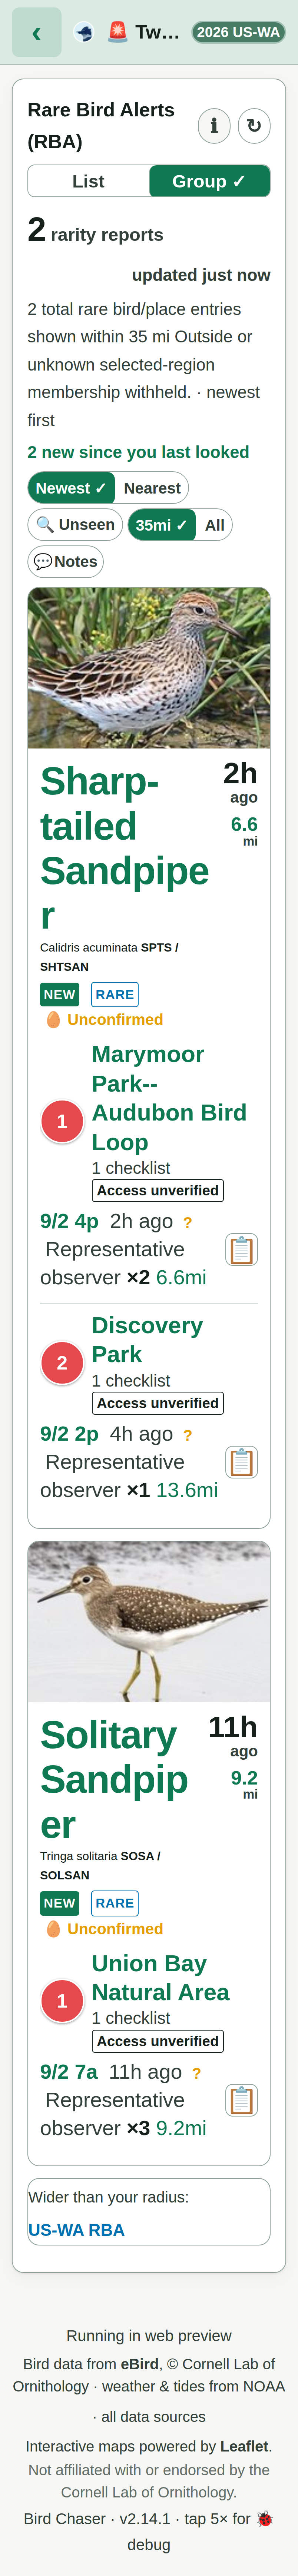 ‹ 🚨 Tw... 2026 US-WA
Rare Bird Alerts
(RBA)
ℹ ↻
List Group ✓
2 rarity reports
updated just now
2 total rare bird/place entries
shown within 35 mi Outside or
unknown selected-region
membership withheld. · newest
first
2 new since you last looked
Newest ✓ Nearest
🔍 Unseen 35mi ✓ All
💬Notes
Sharp-
tailed
Sandpipe
r
2h
ago
6.6
mi
Calidris acuminata SPTS /
SHTSAN
NEW RARE
🥚 Unconfirmed
1
Marymoor
Park--
Audubon Bird
Loop
1 checklist
Access unverified
9/2 4p 2h ago ?
Representative
observer ×2 6.6mi
📋
2
Discovery
Park
1 checklist
Access unverified
9/2 2p 4h ago ?
Representative
observer ×1 13.6mi
📋
Solitary
Sandpip
er
11h
ago
9.2
mi
Tringa solitaria SOSA /
SOLSAN
NEW RARE
🥚 Unconfirmed
1
Union Bay
Natural Area
1 checklist
Access unverified
9/2 7a 11h ago ?
Representative
observer ×3 9.2mi
📋
Wider than your radius:
US-WA RBA
Running in web preview
Bird data from eBird, © Cornell Lab of
Ornithology · weather & tides from NOAA
· all data sources
Interactive maps powered by Leaflet.
Not affiliated with or endorsed by the
Cornell Lab of Ornithology.
Bird Chaser · v2.14.1 · tap 5× for 🐞
debug